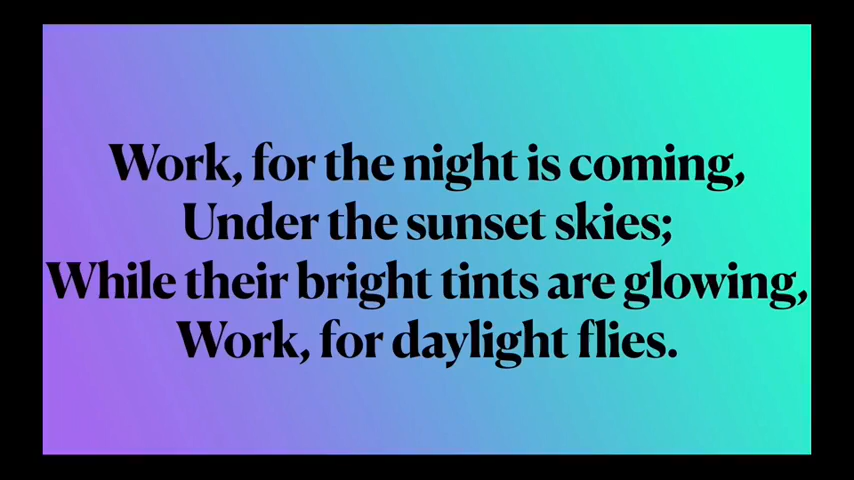 Work, for the night is coming,
Under the sunset skies;
While their bright tints are glowing,
Work, for daylight flies.